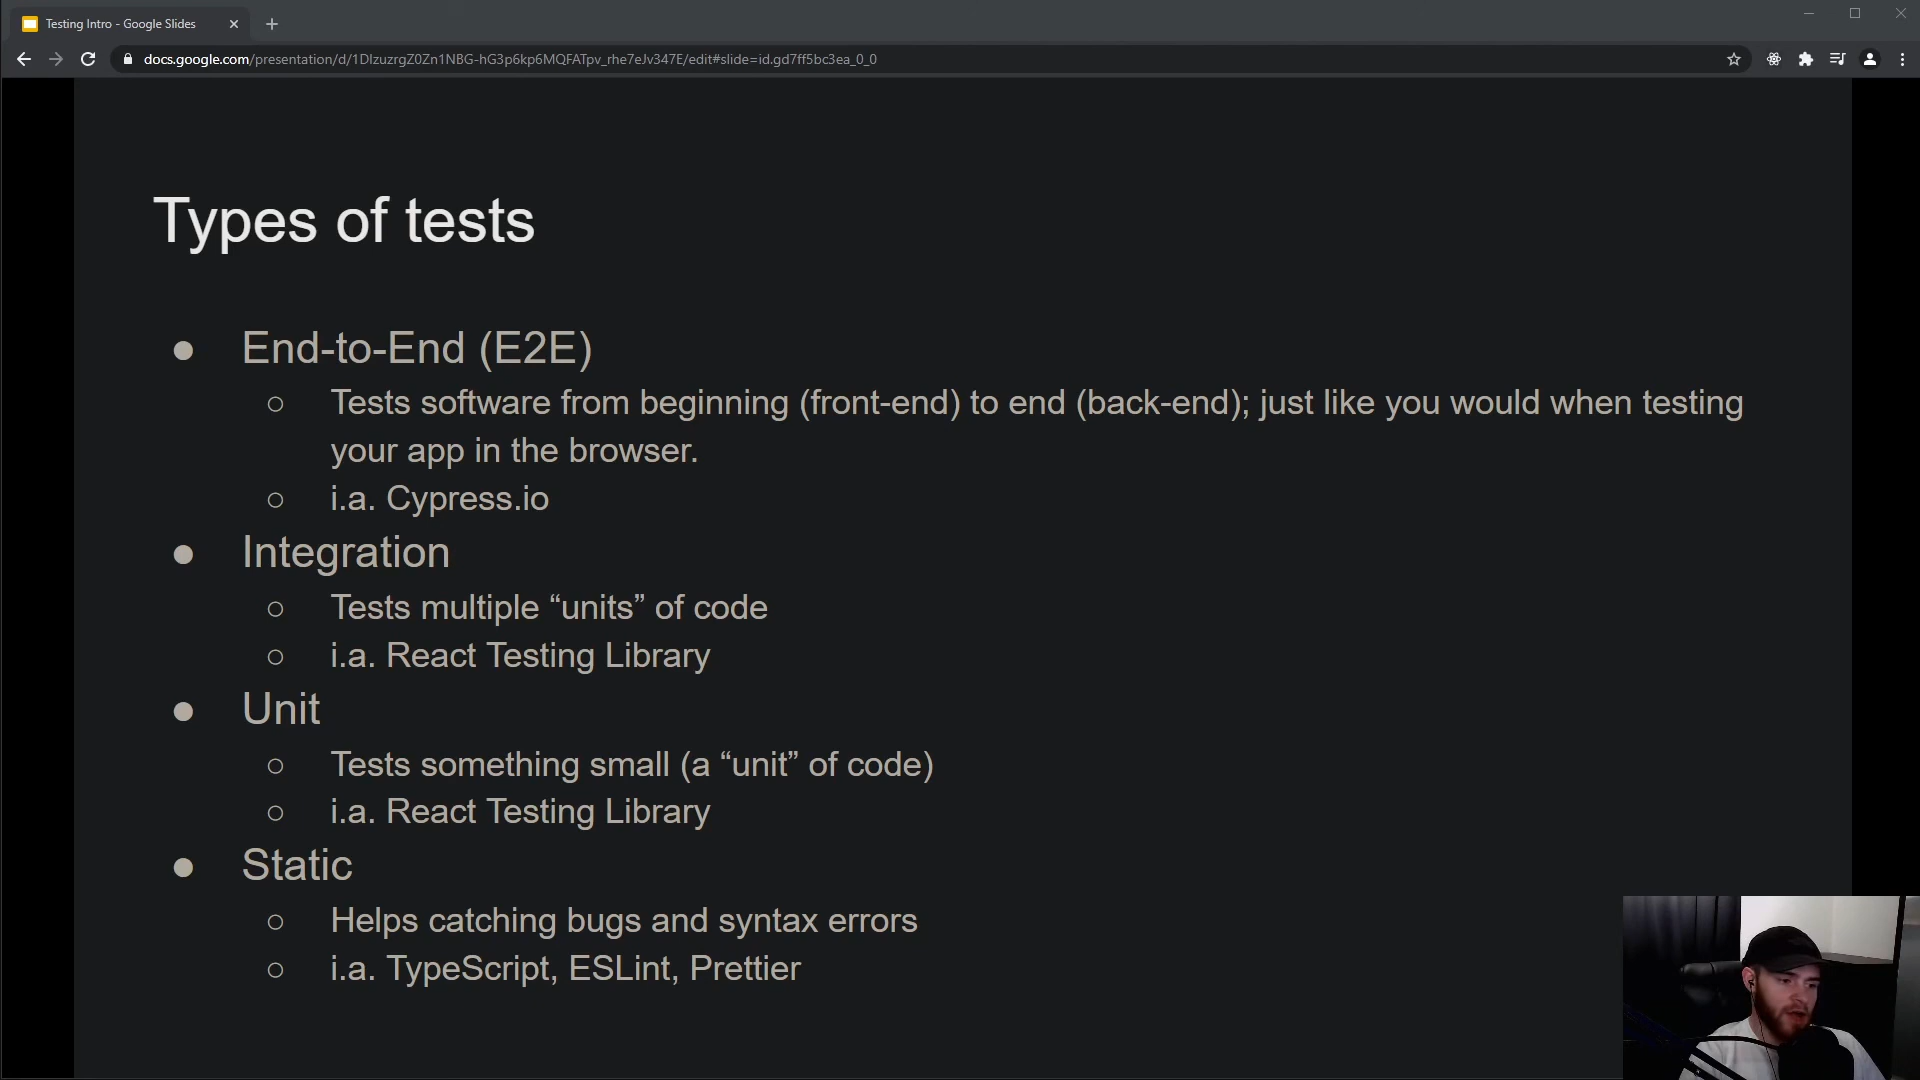 Testing Intro - Google Slides
docs.google.com/presentation/d/1DIzuzrgZ0Zn1NBG-hG3p6kp6MQFATpv_rhe7eJv347E/edit#slide=id.gd7ff5bc3ea_0_0
Types of tests
● End-to-End (E2E)
○ Tests software from beginning (front-end) to end (back-end); just like you would when testing
your app in the browser.
○ i.a. Cypress.io
● Integration
○ Tests multiple “units” of code
○ i.a. React Testing Library
● Unit
○ Tests something small (a “unit” of code)
○ i.a. React Testing Library
● Static
○ Helps catching bugs and syntax errors
○ i.a. TypeScript, ESLint, Prettier